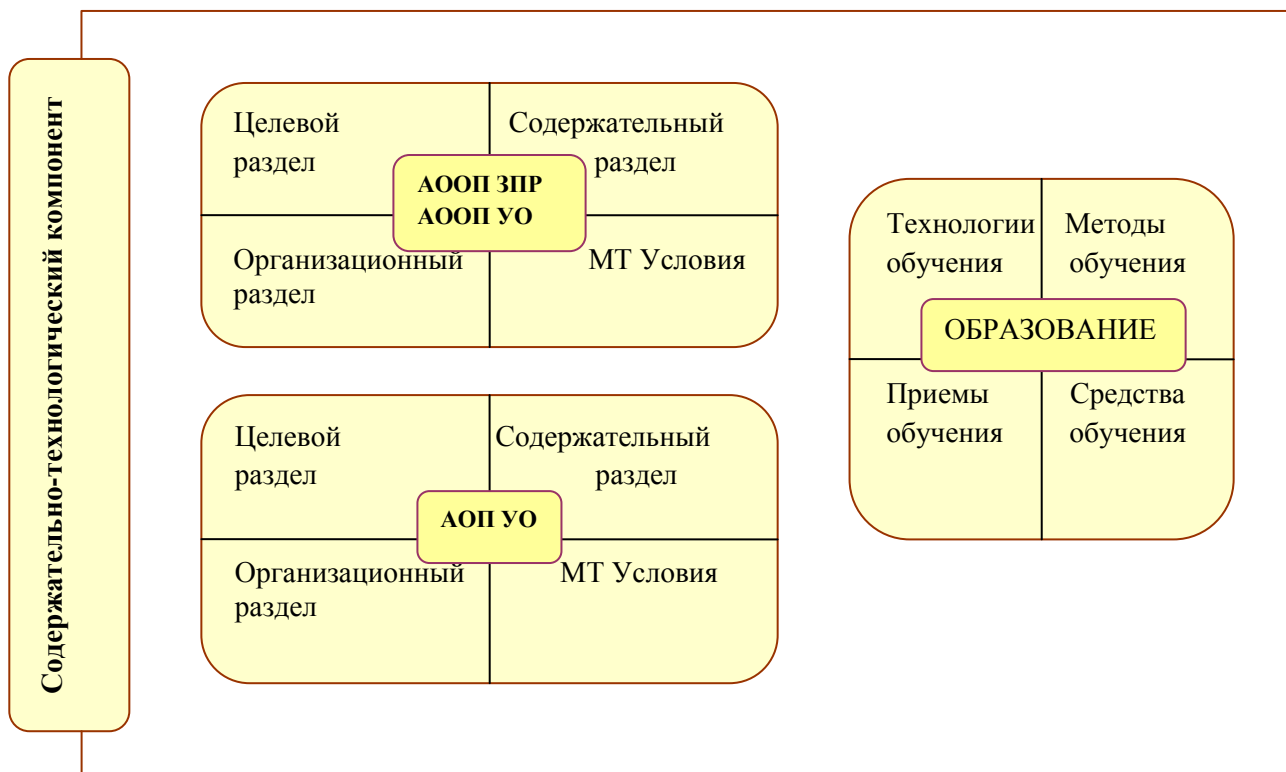 Содержательно-технологический компонент
Целевой
раздел
Содержательный
раздел
АООП ЗПР
АООП УО
Организационный
раздел
МТ Условия
Целевой
раздел
Содержательный
раздел
АОП УО
Организационный
раздел
МТ Условия
Технологии
обучения
Методы
обучения
ОБРАЗОВАНИЕ
Приемы
обучения
Средства
обучения